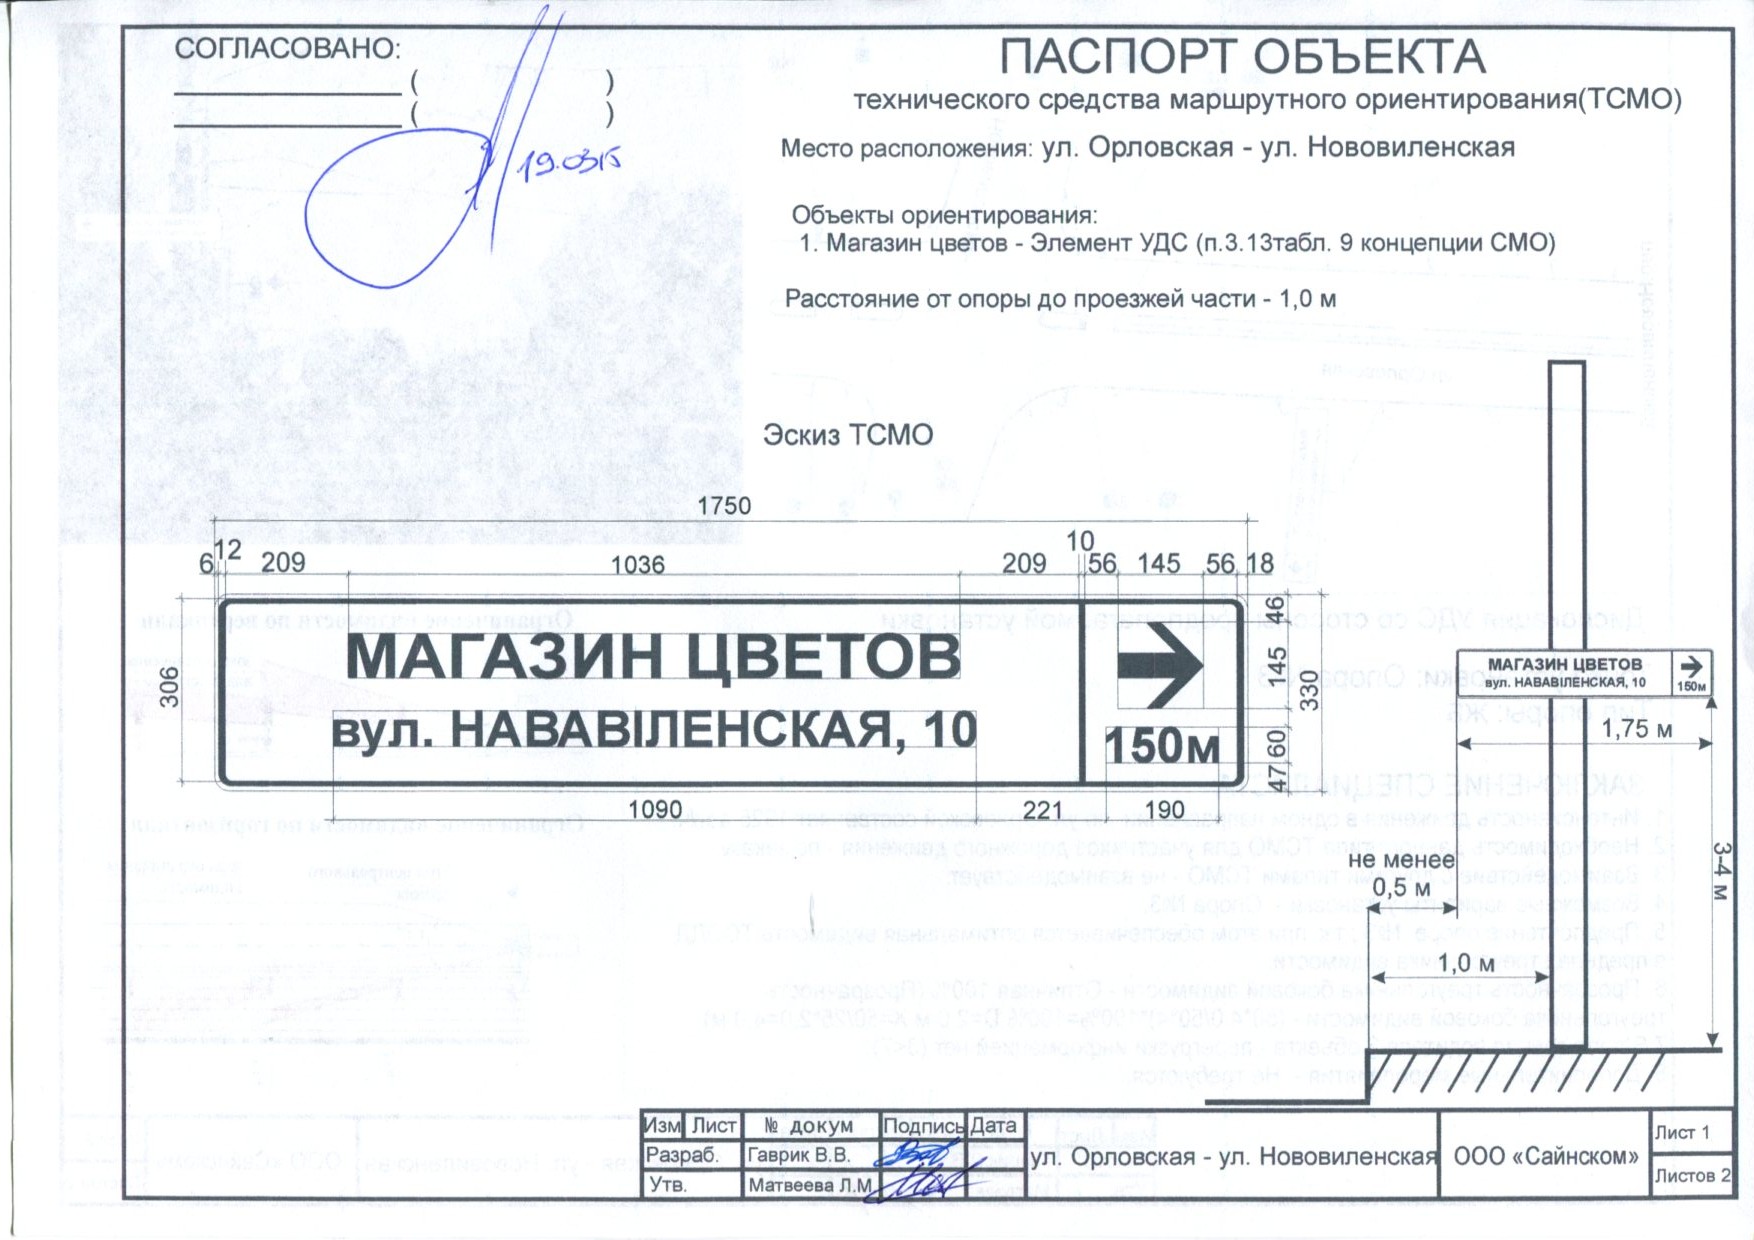 СОГЛАСОВАНО:
( )
( )
19.03.15
ПАСПОРТ ОБЪЕКТА
технического средства маршрутного ориентирования(ТСМО)
Место расположения: ул. Орловская - ул. Нововиленская
Объекты ориентирования:
1. Магазин цветов - Элемент УДС (п.3.13табл. 9 концепции СМО)
Расстояние от опоры до проезжей части - 1,0 м
Эскиз ТСМО
1750
6 12 209 1036 209 10 56 145 56 18
306
МАГАЗИН ЦВЕТОВ
вул. НАВАВІЛЕНСКАЯ, 10
150м
46
145
60
47
330
1090 221 190
МАГАЗИН ЦВЕТОВ
вул. НАВАВІЛЕНСКАЯ, 10
150м
1,75 м
не менее
0,5 м
1,0 м
3-4 м
Изм Лист № докум Подпись Дата
Разраб. Гаврик В.В.
Утв. Матвеева Л.М
ул. Орловская - ул. Нововиленская
ООО «Сайнском»
Лист 1
Листов 2